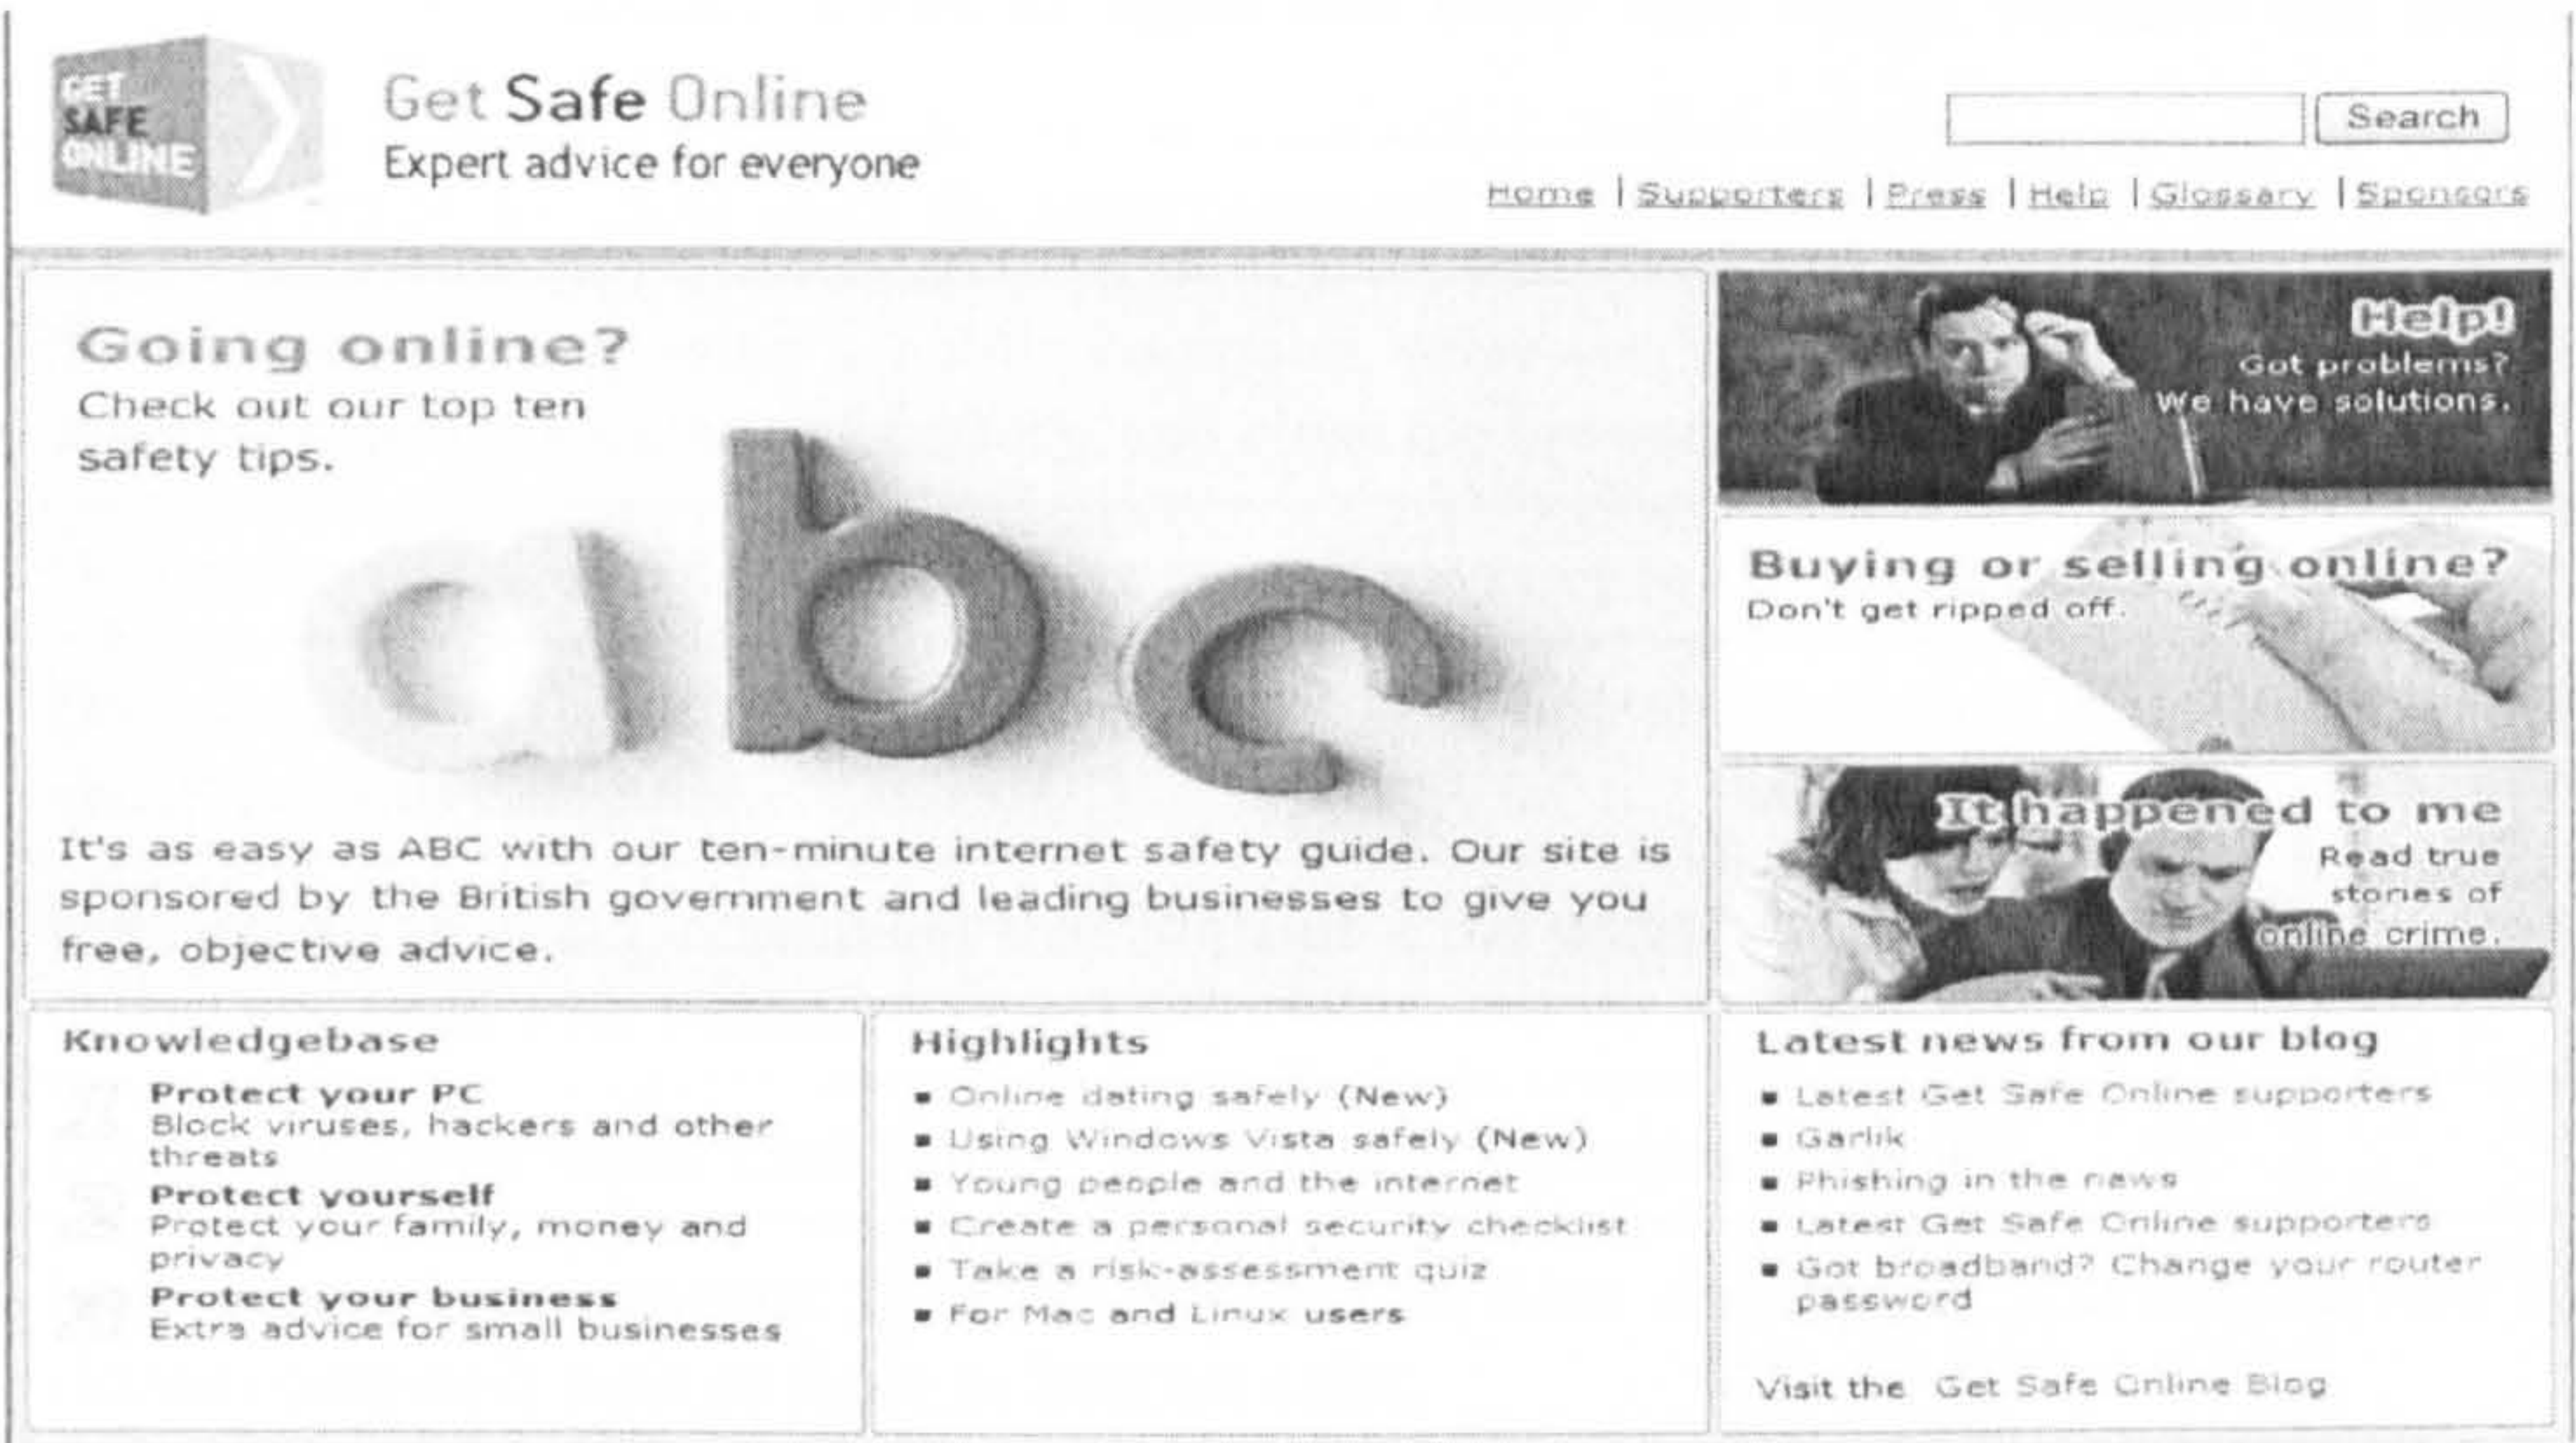 GET
SAFE
ONLINE
Get Safe Online
Expert advice for everyone
Search
Home | Supporters | Press | Help | Glossary | Sponsors
Going online?
Check out our top ten
safety tips.
abc
It's as easy as ABC with our ten-minute internet safety guide. Our site is
sponsored by the British government and leading businesses to give you
free, objective advice.
Help!
Got problems?
We have solutions.
Buying or selling online?
Don't get ripped off.
It happened to me
Read true
stories of
online crime.
Knowledgebase
Protect your PC
Block viruses, hackers and other
threats
Protect yourself
Protect your family, money and
privacy
Protect your business
Extra advice for small businesses
Highlights
Online dating safely (New)
Using Windows Vista safely (New)
Young people and the internet
Create a personal security checklist
Take a risk-assessment quiz
For Mac and Linux users
Latest news from our blog
Latest Get Safe Online supporters
Garlik
Phishing in the news
Latest Get Safe Online supporters
Got broadband? Change your router
password
Visit the Get Safe Online Blog